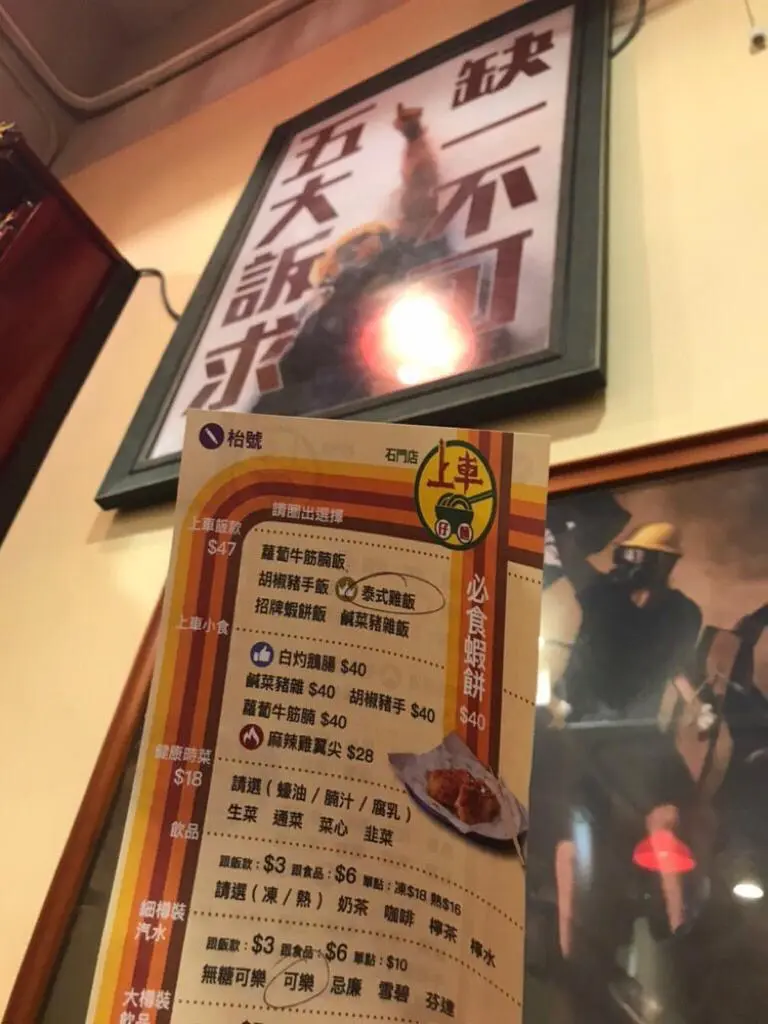 五大訴求
缺一不可
枱號
石門店
上車
仔麵
請圈出選擇
上車飯款
$47
蘿蔔牛筋腩飯
胡椒豬手飯 泰式雞飯
招牌蝦餅飯 鹹菜豬雜飯
必食蝦餅
$40
上車小食
白灼鵝腸 $40
鹹菜豬雜 $40 胡椒豬手 $40
蘿蔔牛筋腩 $40
麻辣雞翼尖 $28
健康時菜
$18
請選 ( 蠔油 / 腩汁 / 腐乳 )
生菜 通菜 菜心 韭菜
飲品
跟飯款：$3 跟食品：$6 單點：凍$18 熱$16
請選 ( 凍 / 熱 ) 奶茶 咖啡 檸茶 檸水
細樽裝
汽水
跟飯款：$3 跟食品：$6 單點：$10
無糖可樂 可樂 忌廉 雪碧 芬達
大樽裝
飲品